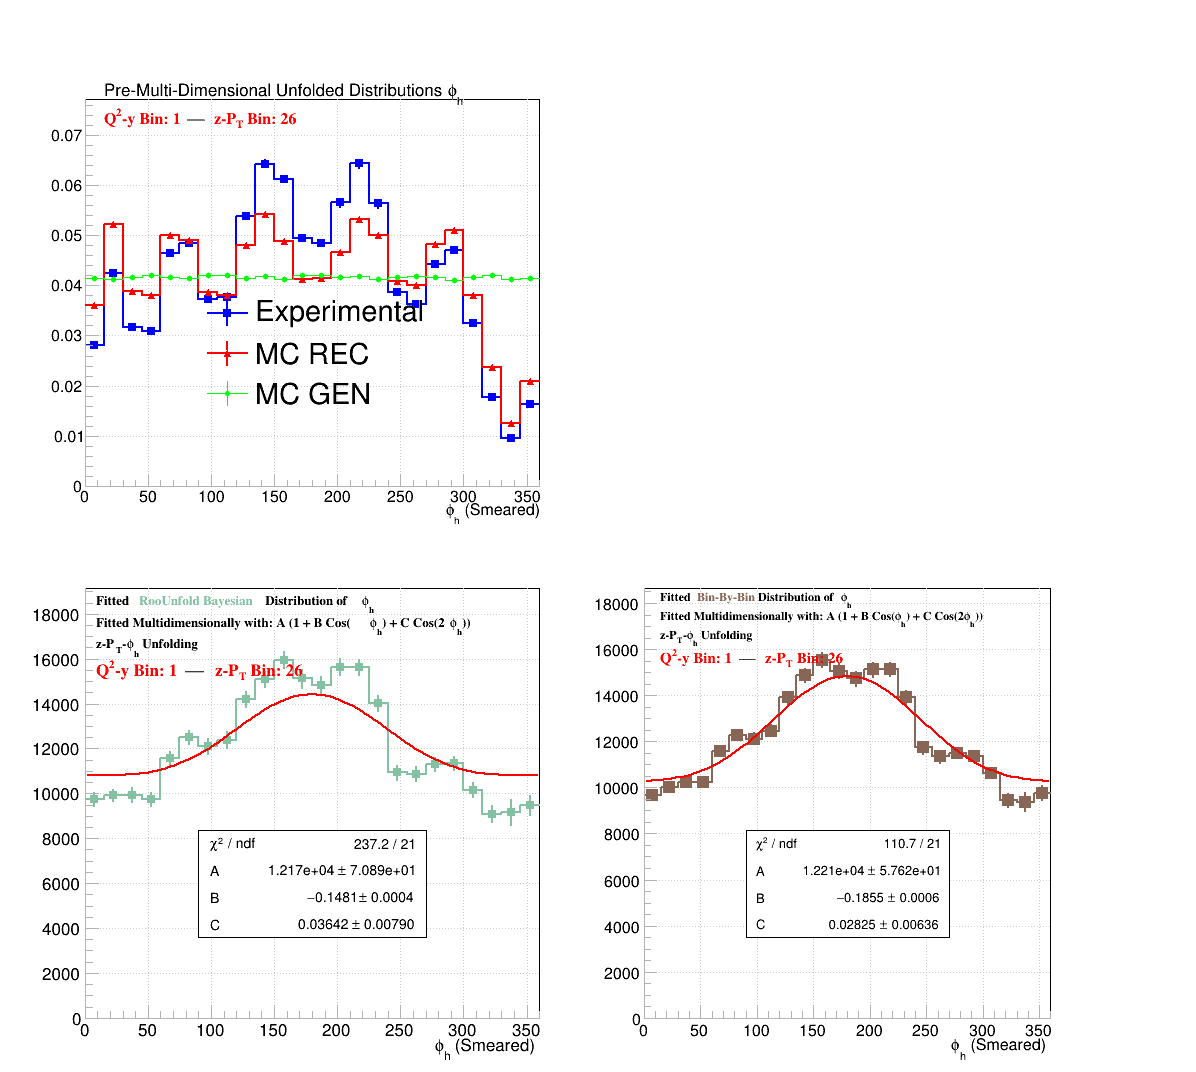 Pre-Multi-Dimensional Unfolded Distributions ϕh
Q²-y Bin: 1 — z-PT Bin: 26
0.07
0.06
0.05
0.04
0.03
0.02
0.01
0
Experimental
MC REC
MC GEN
0 50 100 150 200 250 300 350
ϕh (Smeared)
Fitted RooUnfold Bayesian Distribution of ϕh
Fitted Multidimensionally with: A (1 + B Cos( ϕh) + C Cos(2 ϕh))
z-PT-ϕh Unfolding
Q²-y Bin: 1 — z-PT Bin: 26
18000
16000
14000
12000
10000
8000
6000
4000
2000
0
χ² / ndf 237.2 / 21
A 1.217e+04 ± 7.089e+01
B −0.1481 ± 0.0004
C 0.03642 ± 0.00790
0 50 100 150 200 250 300 350
ϕh (Smeared)
Fitted Bin-By-Bin Distribution of ϕh
Fitted Multidimensionally with: A (1 + B Cos(ϕh) + C Cos(2ϕh))
z-PT-ϕh Unfolding
Q²-y Bin: 1 — z-PT Bin: 26
18000
16000
14000
12000
10000
8000
6000
4000
2000
0
χ² / ndf 110.7 / 21
A 1.221e+04 ± 5.762e+01
B −0.1855 ± 0.0006
C 0.02825 ± 0.00636
0 50 100 150 200 250 300 350
ϕh (Smeared)